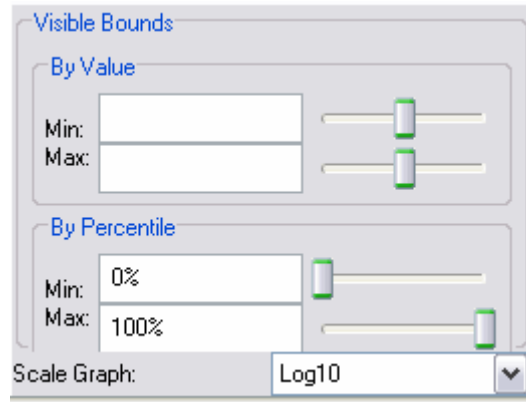 Visible Bounds
By Value
Min:
Max:
By Percentile
Min: 0%
Max: 100%
Scale Graph: Log10